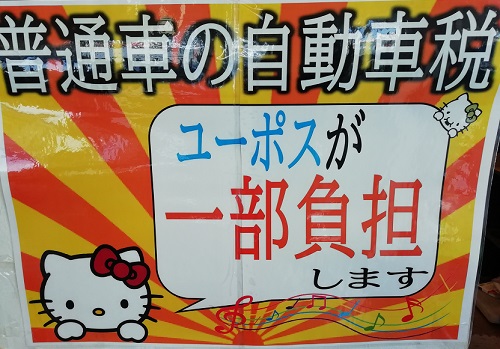 普通車の自動車税
ユーポスが
一部負担
します